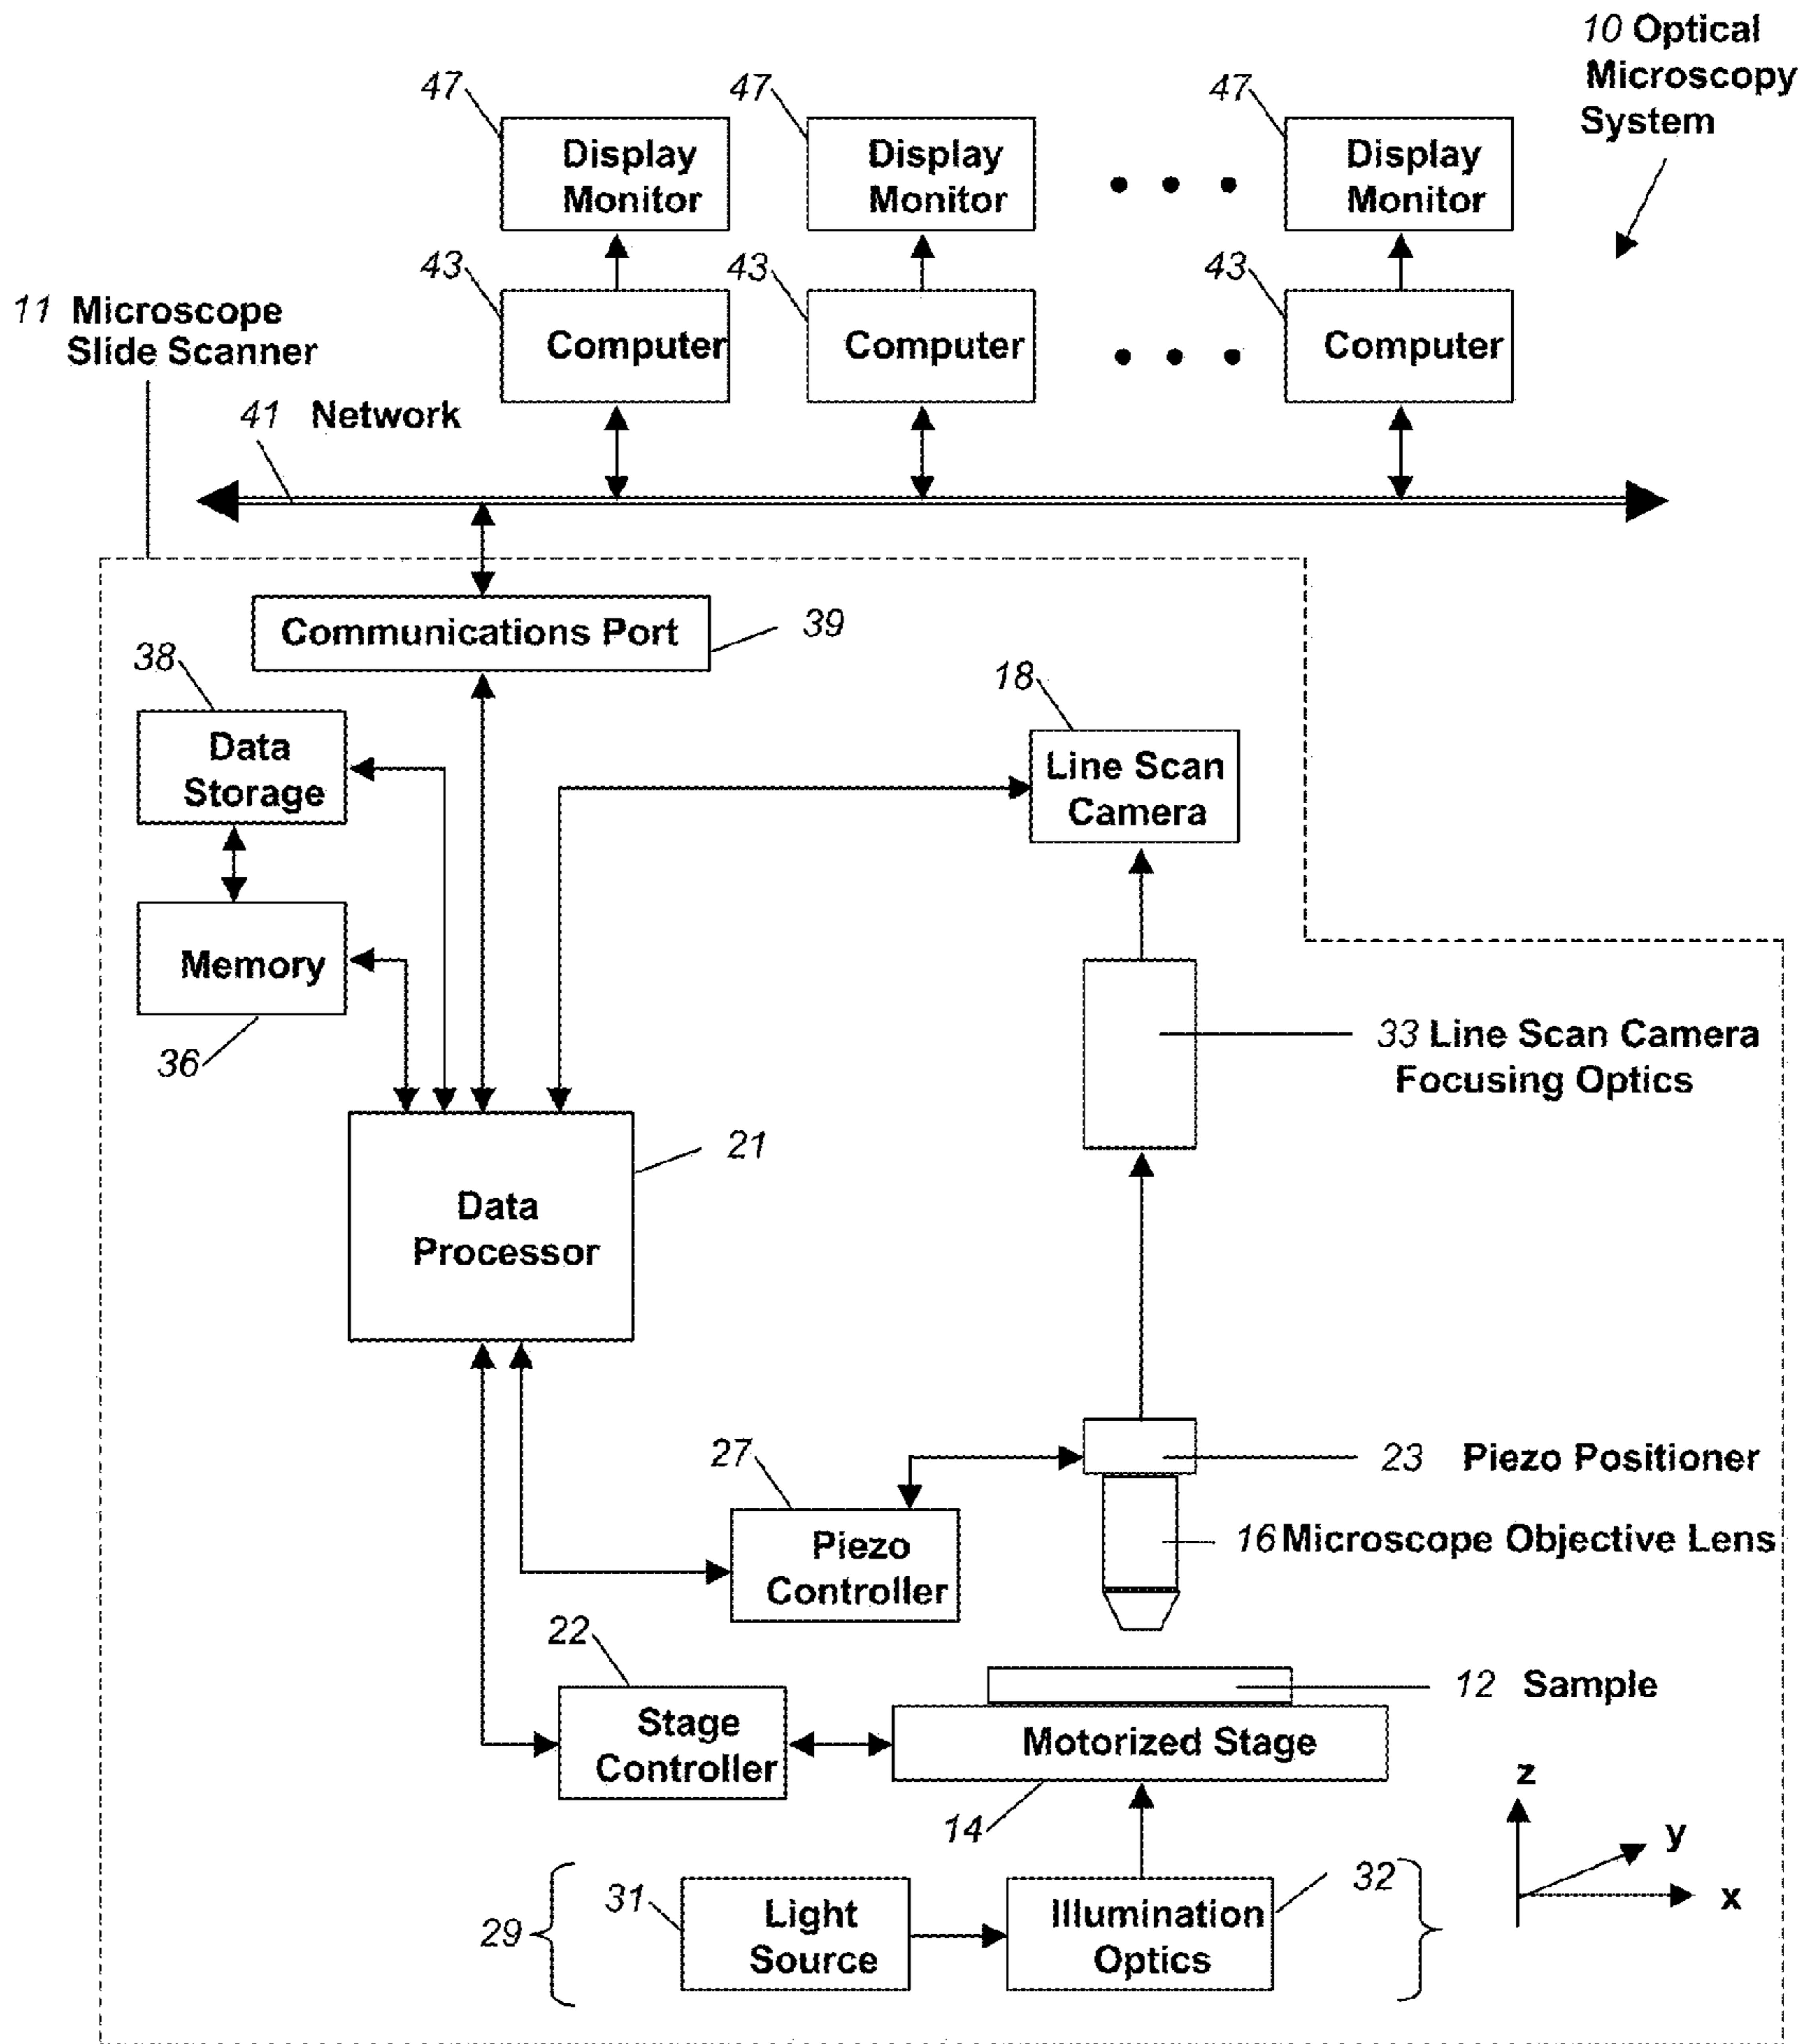 10 Optical
Microscopy
System
47
47
47
Display
Monitor
Display
Monitor
Display
Monitor
43
43
43
11 Microscope
Slide Scanner
Computer
Computer
Computer
41 Network
Communications Port
39
38
18
Data
Storage
Line Scan
Camera
Memory
36
33 Line Scan Camera
Focusing Optics
21
Data
Processor
27
23 Piezo Positioner
Piezo
Controller
16 Microscope Objective Lens
22
12 Sample
Stage
Controller
Motorized Stage
14
z
y
x
29
31
Light
Source
Illumination
Optics
32